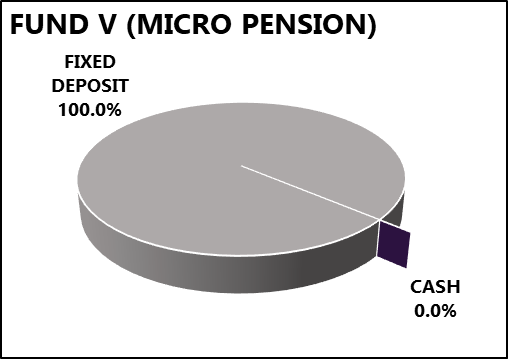 FUND V (MICRO PENSION)
FIXED
DEPOSIT
100.0%
CASH
0.0%